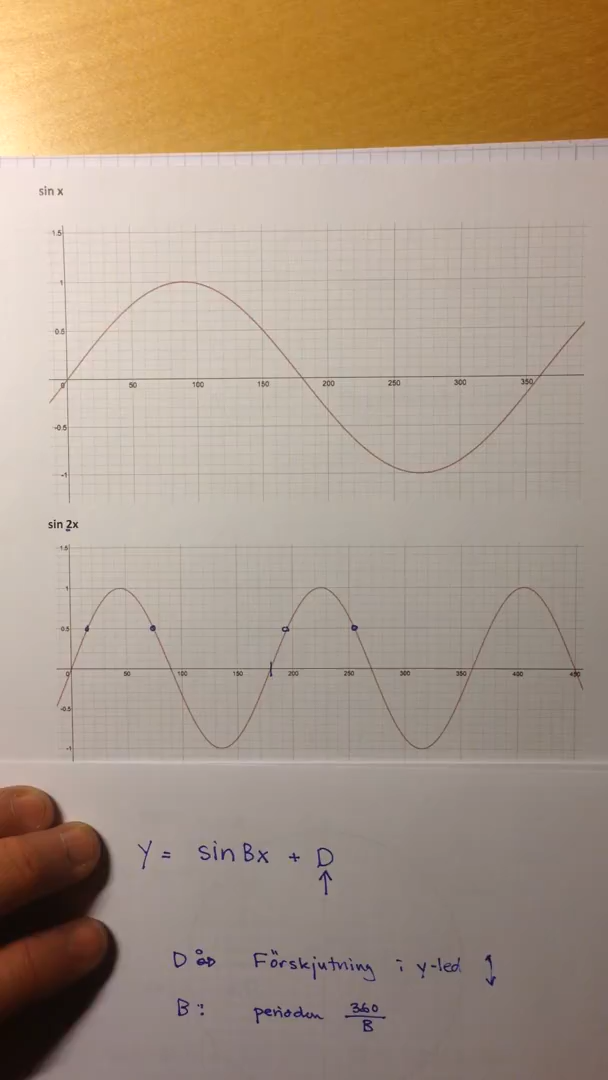 sin x
1.5
1
0.5
0 50 100 150 200 250 300 350
-0.5
-1
sin 2x
1.5
1
0.5
0 50 100 150 200 250 300 350 400 450
-0.5
-1
Y = sin Bx + D
↑
D: Förskjutning i y-led ↕
B: perioden 360/B